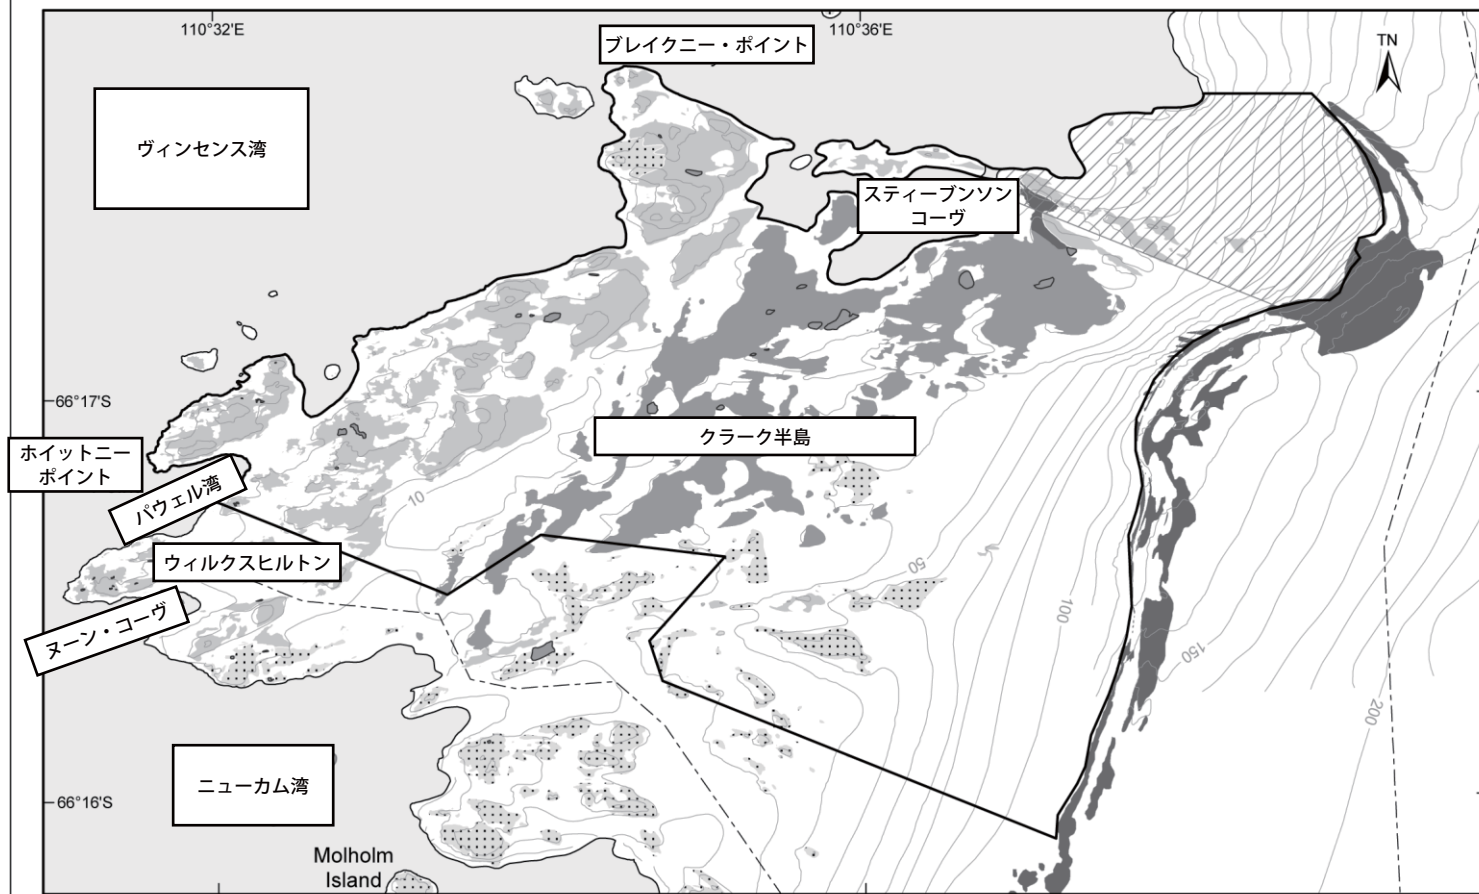 110°32'E
110°36'E
TN
ブレイクニー・ポイント
ヴィンセンス湾
スティーブンソン
コーヴ
66°17'S
クラーク半島
ホイットニー
ポイント
パウェル湾
10
ウィルクスヒルトン
50
100
ヌーン・コーヴ
150
200
ニューカム湾
66°16'S
Molholm
Island